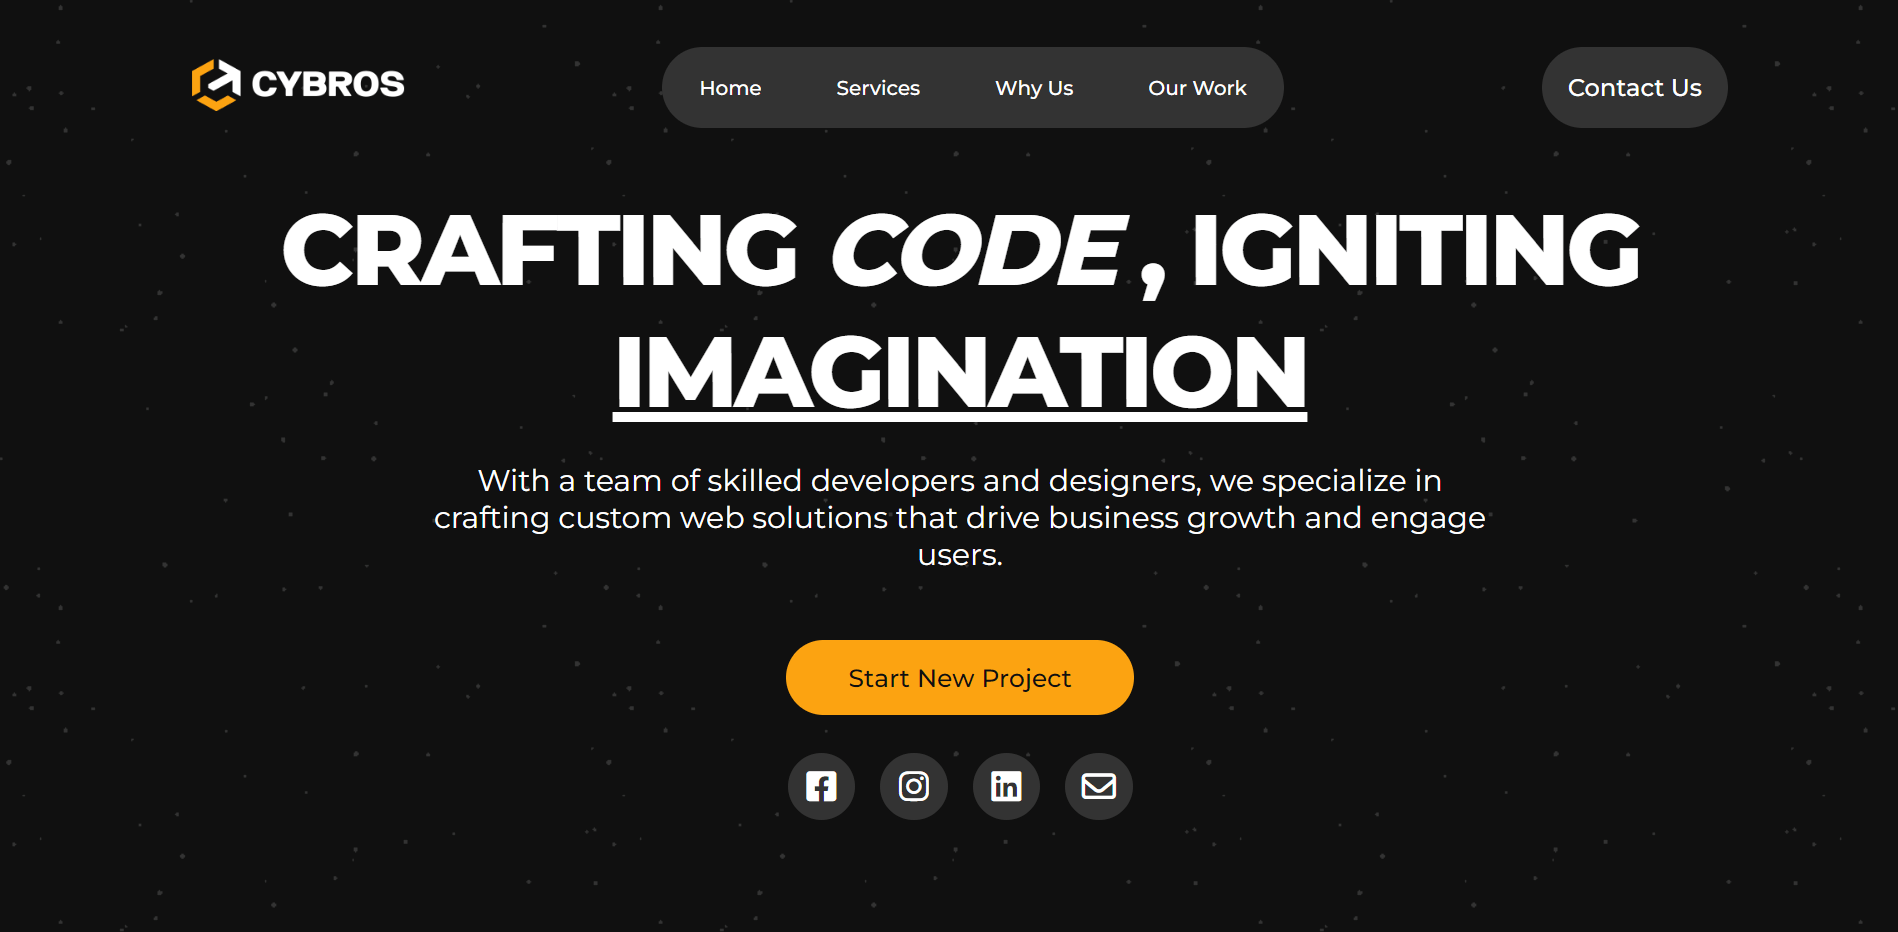 CYBROS
Home
Services
Why Us
Our Work
Contact Us
CRAFTING CODE , IGNITING
IMAGINATION
With a team of skilled developers and designers, we specialize in
crafting custom web solutions that drive business growth and engage
users.
Start New Project